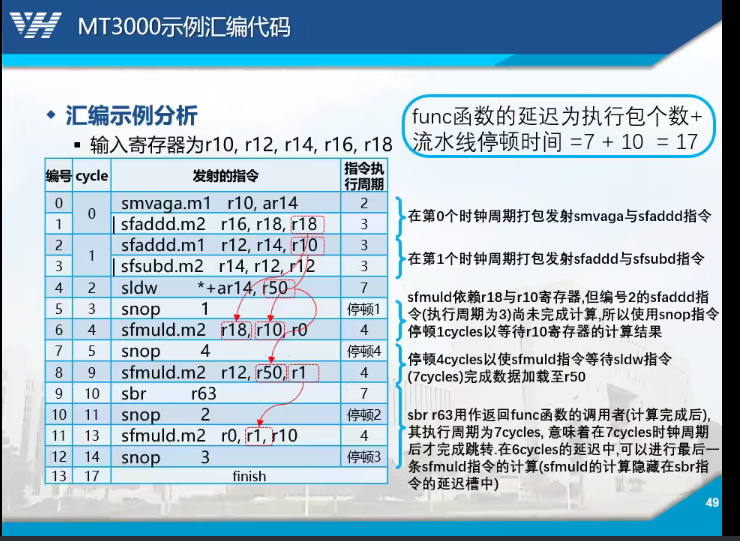 MT3000示例汇编代码
汇编示例分析
输入寄存器为r10, r12, r14, r16, r18
func函数的延迟为执行包个数+
流水线停顿时间 =7 + 10 = 17
编号 cycle 发射的指令 指令执行周期
0 0 smvaga.m1 r10, ar14 2
1 | sfaddd.m2 r16, r18, r18 3
2 1 sfaddd.m1 r12, r14, r10 3
3 | sfsubd.m2 r14, r12, r12 3
4 2 sldw *+ar14, r50 7
5 3 snop 1 停顿1
6 4 sfmuld.m2 r18, r10, r0 4
7 5 snop 4 停顿4
8 9 sfmuld.m2 r12, r50, r1 4
9 10 sbr r63 7
10 11 snop 2 停顿2
11 13 sfmuld.m2 r0, r1, r10 4
12 14 snop 3 停顿3
13 17 finish
在第0个时钟周期打包发射smvaga与sfaddd指令
在第1个时钟周期打包发射sfaddd与sfsubd指令
sfmuld依赖r18与r10寄存器,但编号2的sfaddd指
令(执行周期为3)尚未完成计算,所以使用snop指令
停顿1cycles以等待r10寄存器的计算结果
停顿4cycles以使sfmuld指令等待sldw指令
(7cycles)完成数据加载至r50
sbr r63用作返回func函数的调用者(计算完成后),
其执行周期为7cycles, 意味着在7cycles时钟周期
后才完成跳转. 在6cycles的延迟中,可以进行最后一
条sfmuld指令的计算(sfmuld的计算隐藏在sbr指令
的延迟槽中)
49